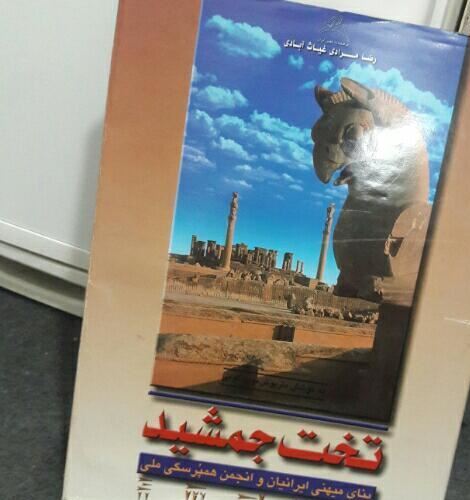 رضا مرادی غیاث آبادی
تخت جمشید
بنای میهنی ایرانیان و انجمن همپرسگی ملی